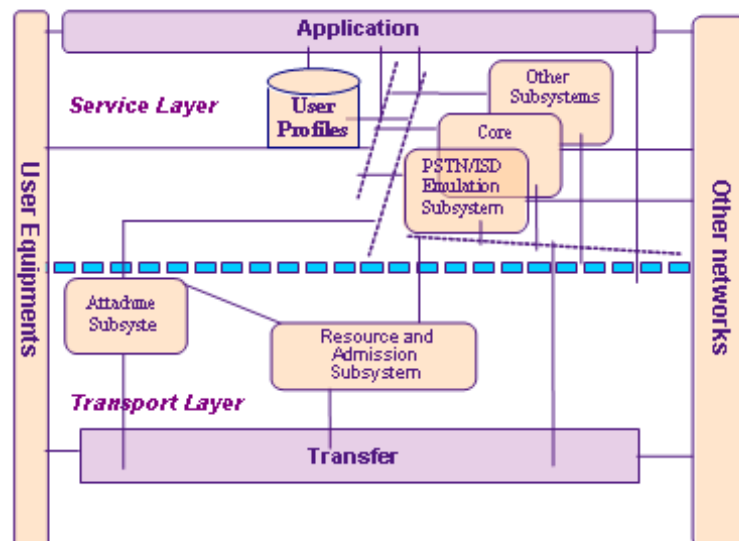 Application
Service Layer
User
Profiles
Other
Subsystems
Core
PSTN/ISD
Emulation
Subsystem
User Equipments
Other networks
Attachme
Subsyste
Resource and
Admission
Subsystem
Transport Layer
Transfer